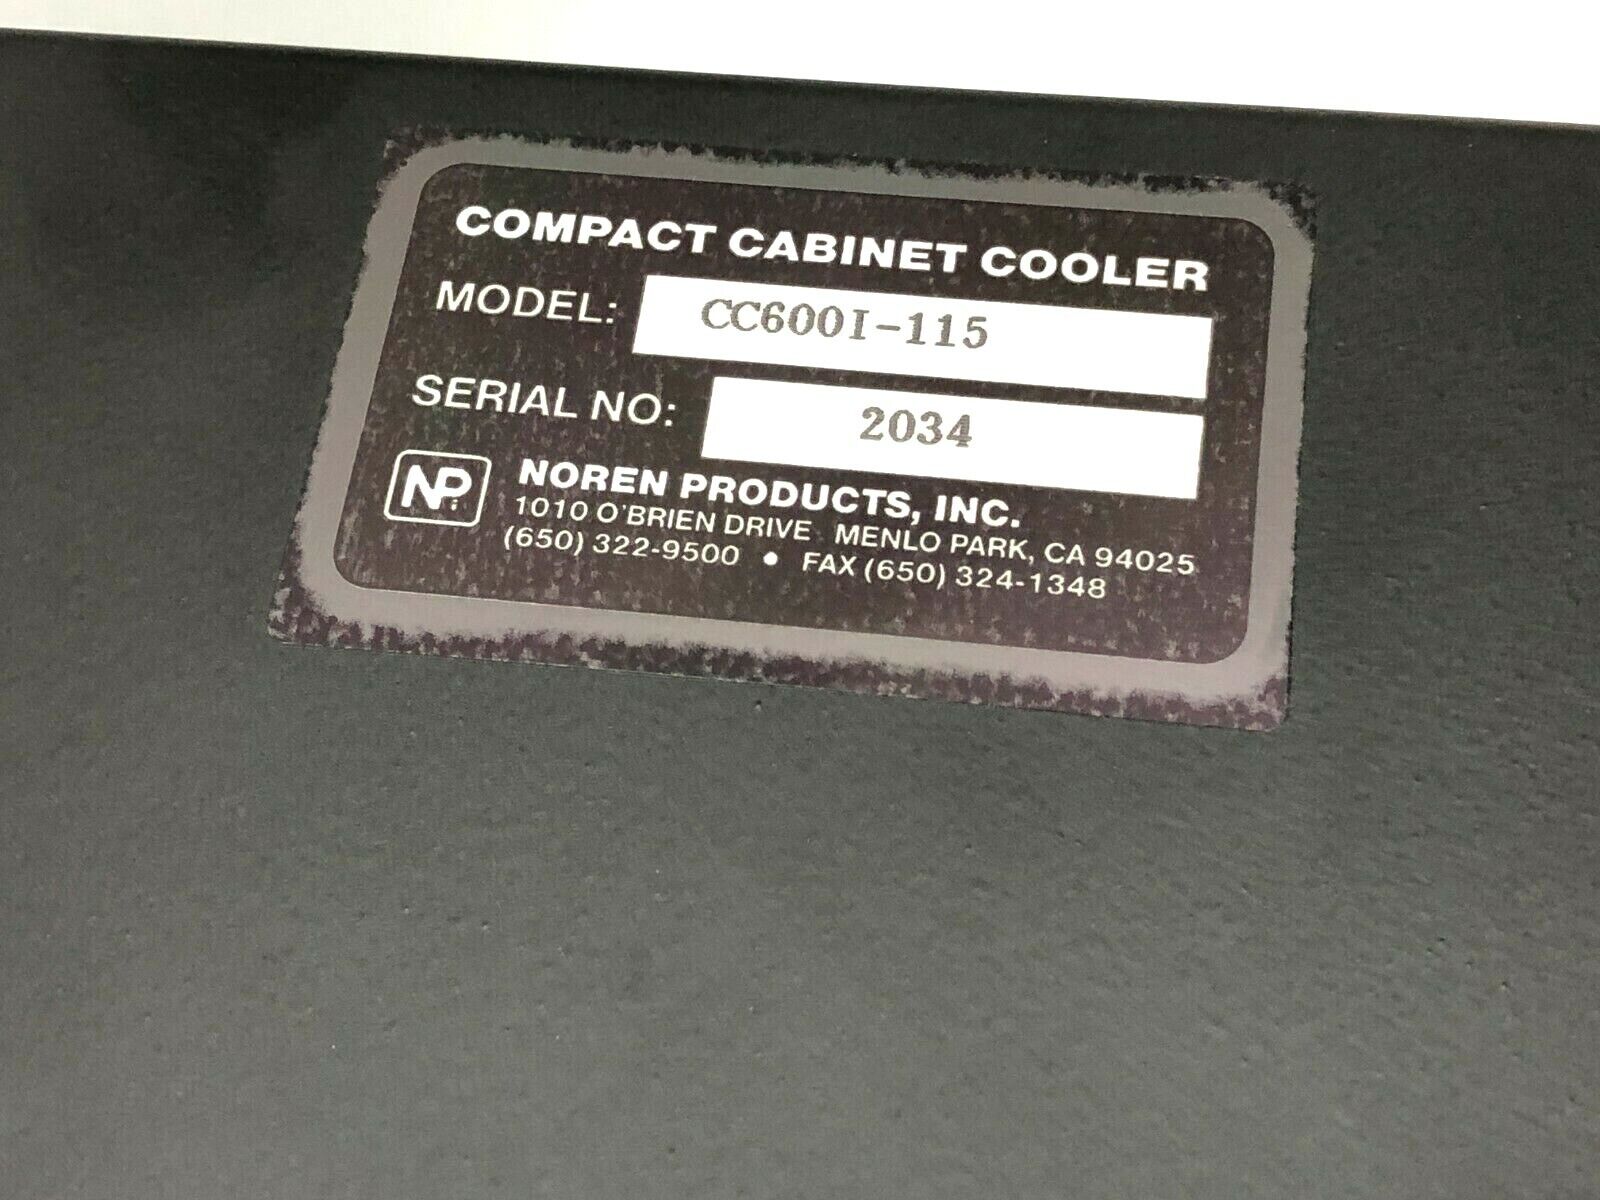 COMPACT CABINET COOLER
MODEL: CC600I-115
SERIAL NO: 2034
NP
NOREN PRODUCTS, INC.
1010 O'BRIEN DRIVE MENLO PARK, CA 94025
(650) 322-9500 • FAX (650) 324-1348